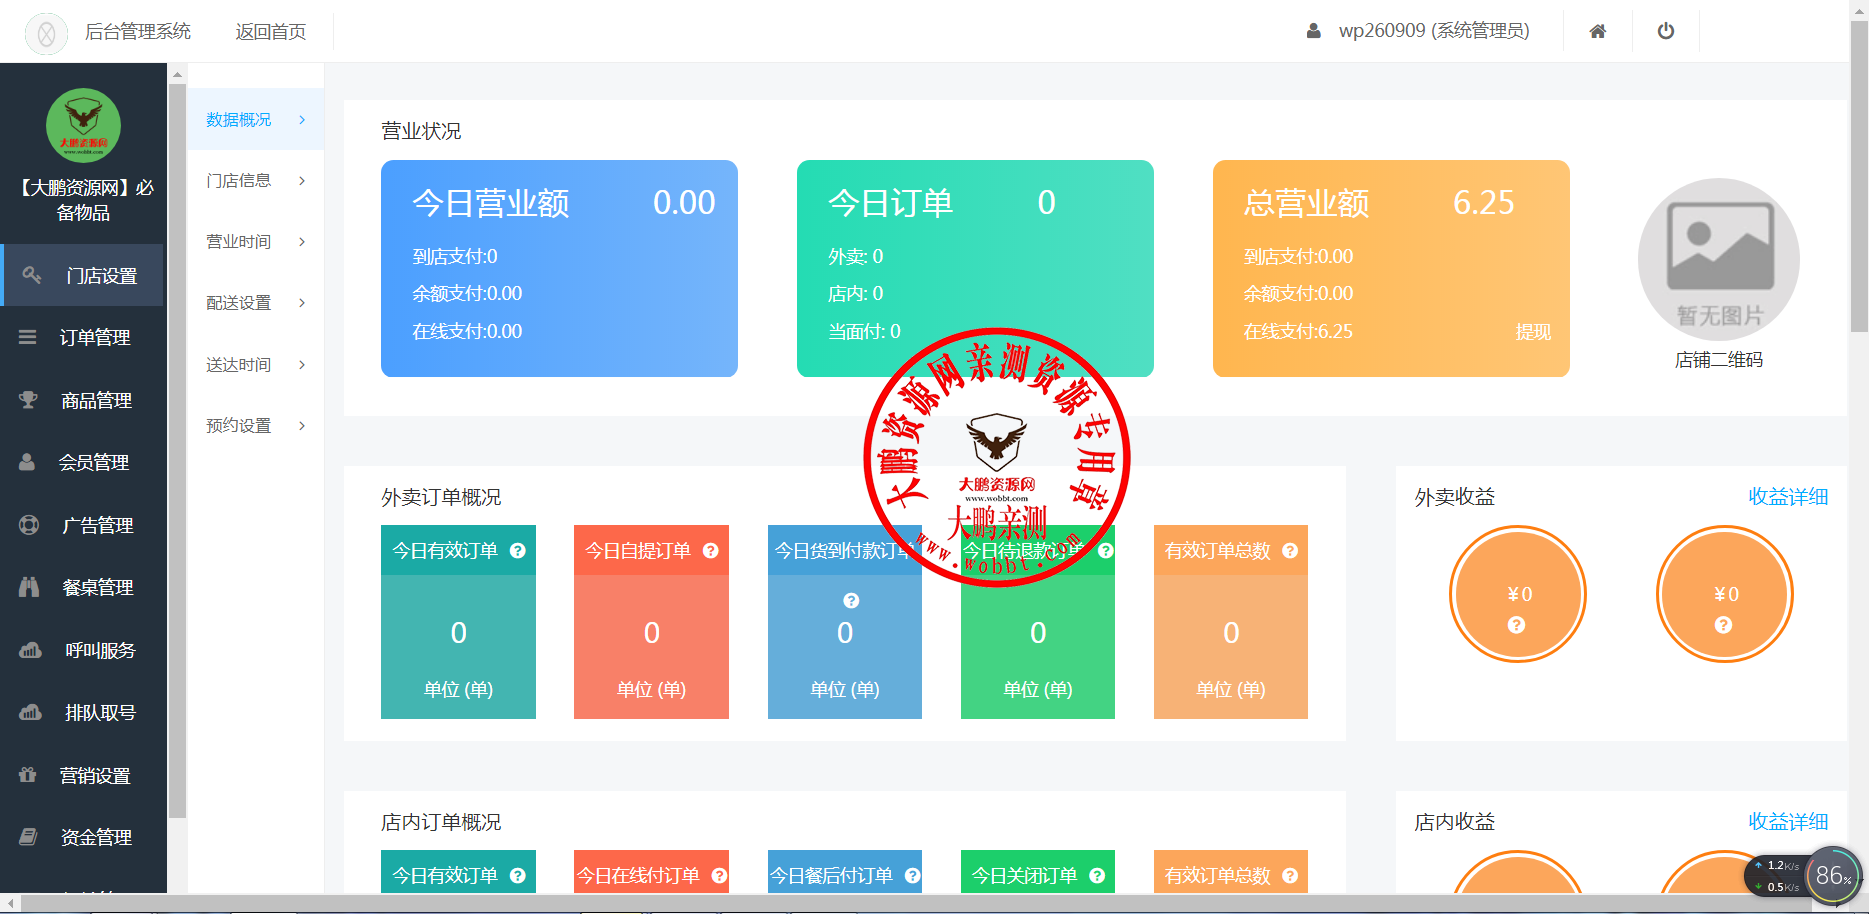 后台管理系统
返回首页
wp260909 (系统管理员)
大鹏资源网
www.wobbt.com
【大鹏资源网】必
备物品
门店设置
订单管理
商品管理
会员管理
广告管理
餐桌管理
呼叫服务
排队取号
营销设置
资金管理
数据概况
门店信息
营业时间
配送设置
送达时间
预约设置
营业状况
今日营业额 0.00
到店支付:0
余额支付:0.00
在线支付:0.00
今日订单 0
外卖: 0
店内: 0
当面付: 0
总营业额 6.25
到店支付:0.00
余额支付:0.00
在线支付:6.25
提现
暂无图片
店铺二维码
大鹏资源网亲测资源专用章
大鹏资源网
www.wobbt.com
大鹏亲测
www.wobbt.com
外卖订单概况
今日有效订单 ?
0
单位 (单)
今日自提订单 ?
0
单位 (单)
今日货到付款订单
?
0
单位 (单)
今日待退款订单 ?
0
单位 (单)
有效订单总数 ?
0
单位 (单)
外卖收益
收益详细
¥0
?
¥0
?
店内订单概况
今日有效订单 ?
今日在线付订单 ?
今日餐后付订单 ?
今日关闭订单 ?
有效订单总数 ?
店内收益
收益详细
1.2K/s
0.5K/s
86%